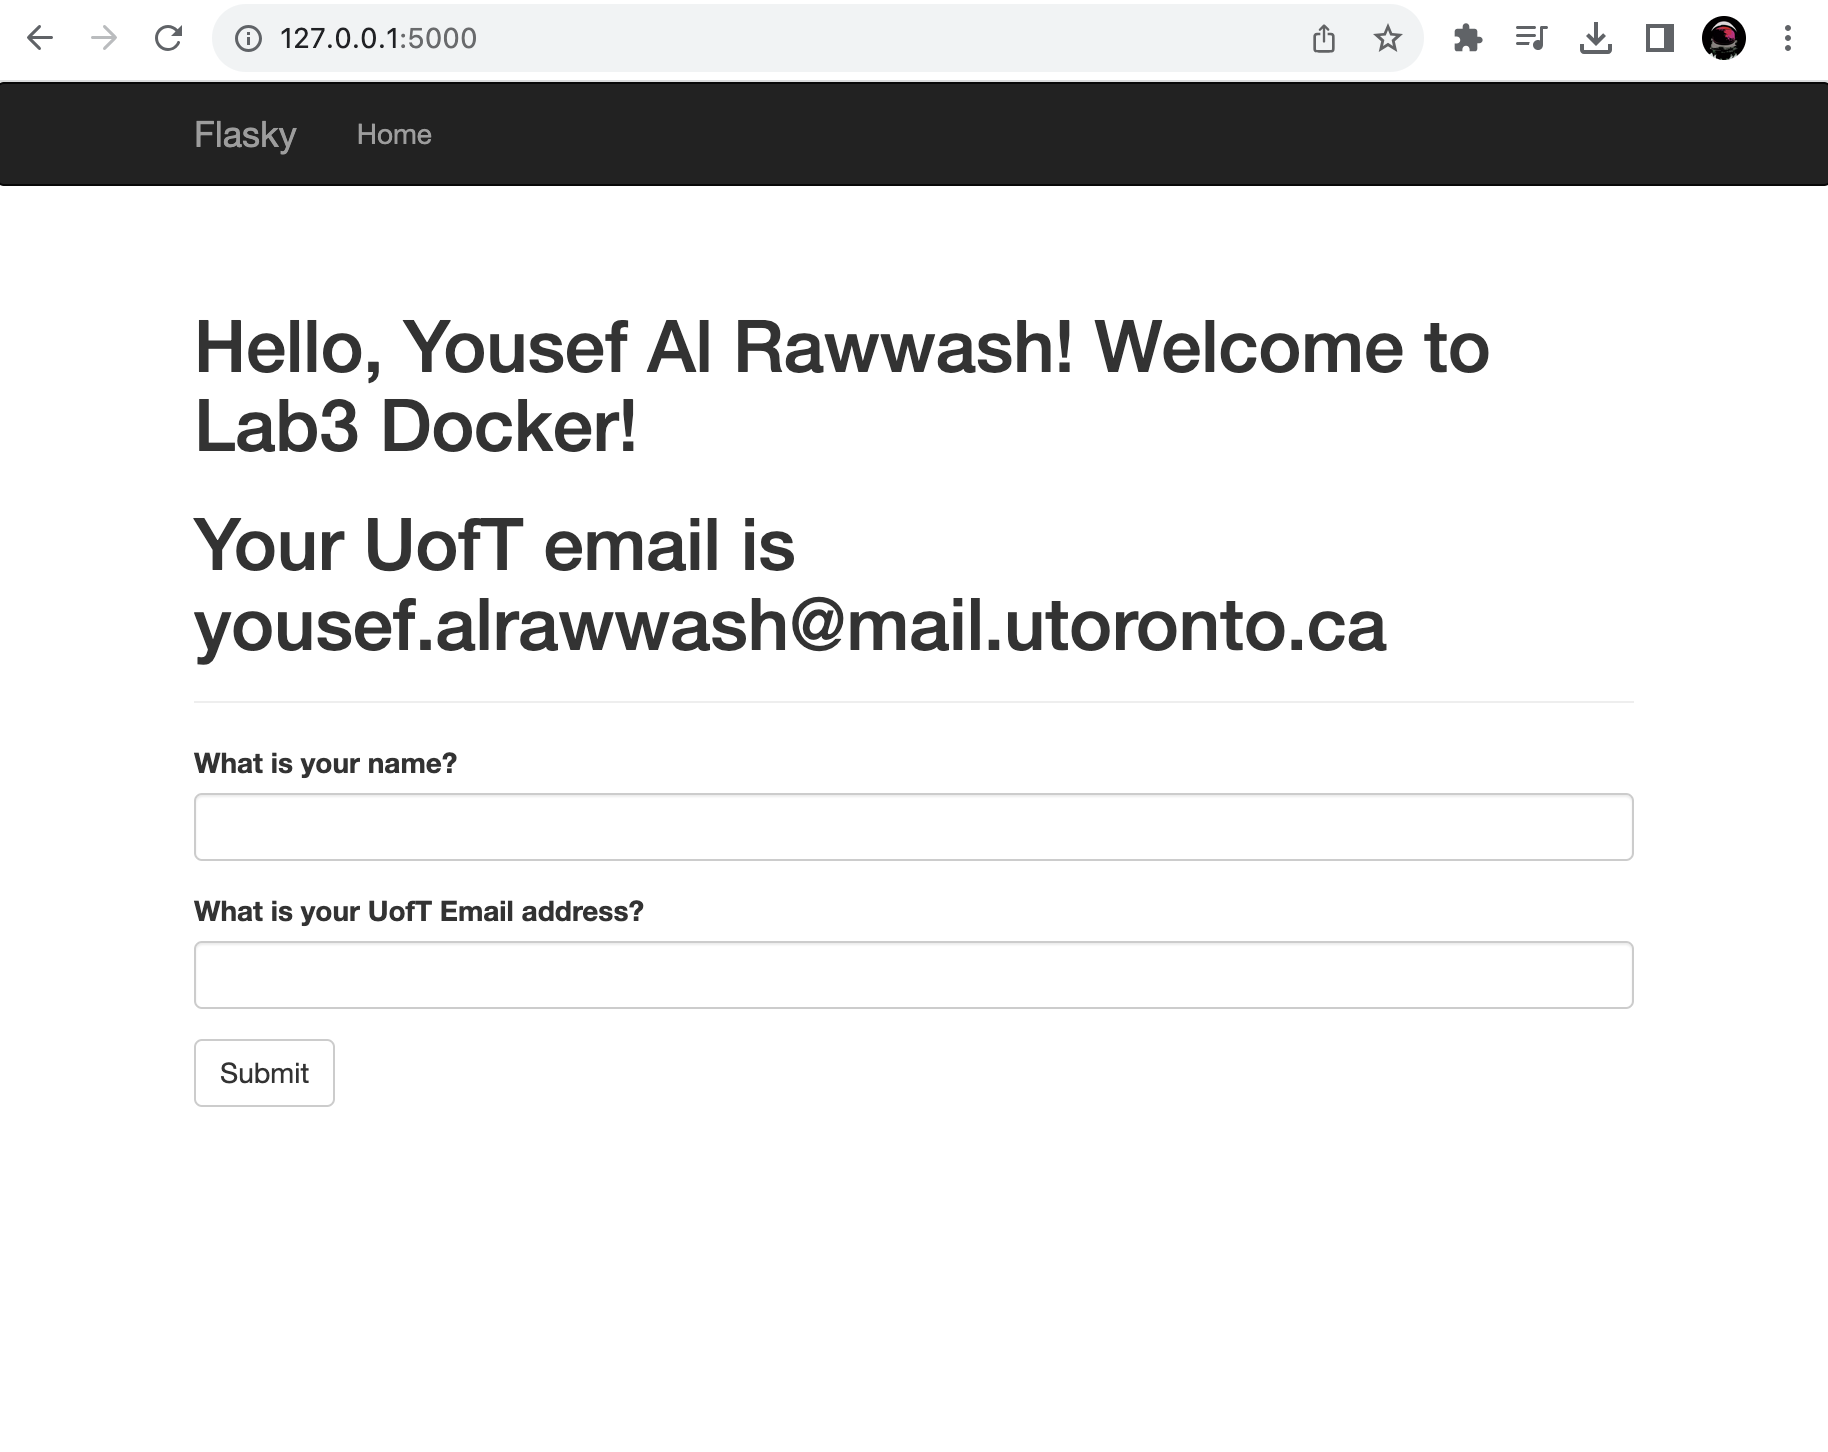 127.0.0.1:5000
Flasky Home
Hello, Yousef Al Rawwash! Welcome to
Lab3 Docker!
Your UofT email is
yousef.alrawwash@mail.utoronto.ca
What is your name?
What is your UofT Email address?
Submit